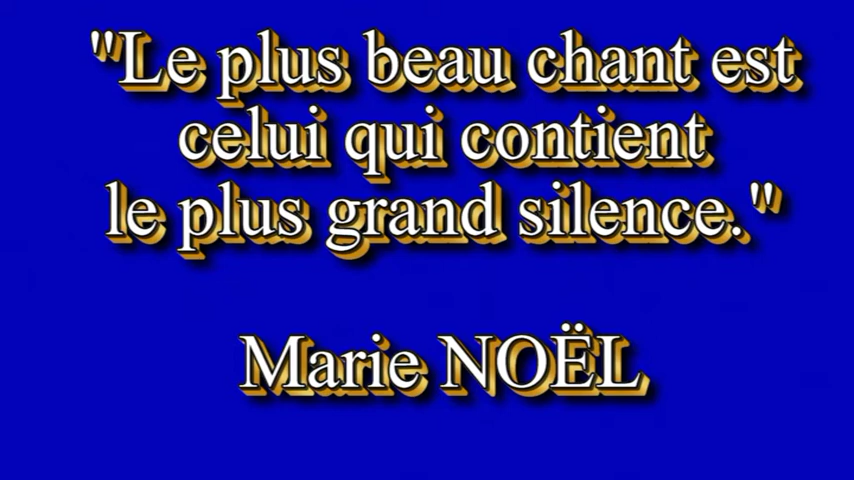 "Le plus beau chant est
celui qui contient
le plus grand silence."
Marie NOËL